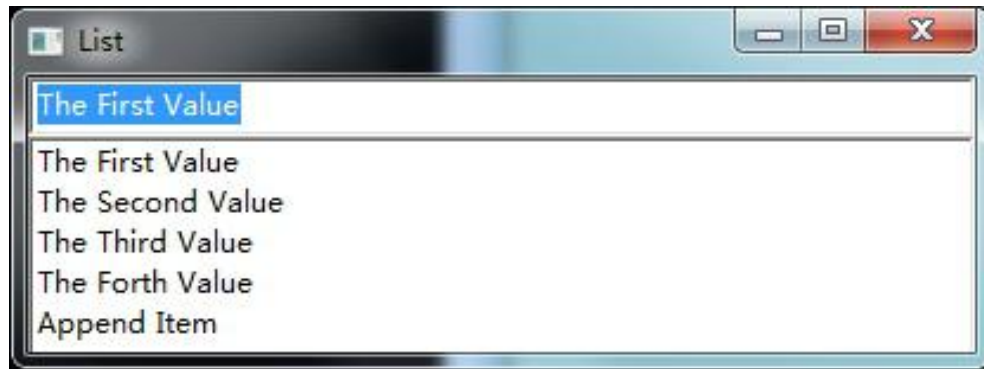 List
The First Value
The First Value
The Second Value
The Third Value
The Forth Value
Append Item